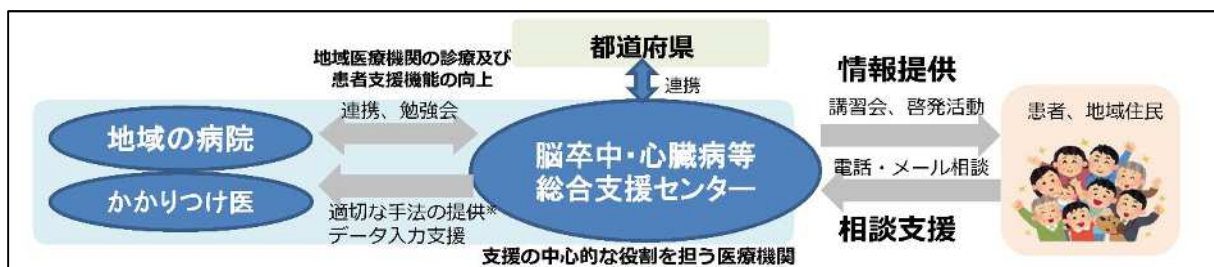 都道府県
連携
地域医療機関の診療及び
患者支援機能の向上
連携、勉強会
地域の病院
かかりつけ医
適切な手法の提供※
データ入力支援
脳卒中・心臓病等
総合支援センター
支援の中心的な役割を担う医療機関
情報提供
講習会、啓発活動
電話・メール相談
相談支援
患者、地域住民